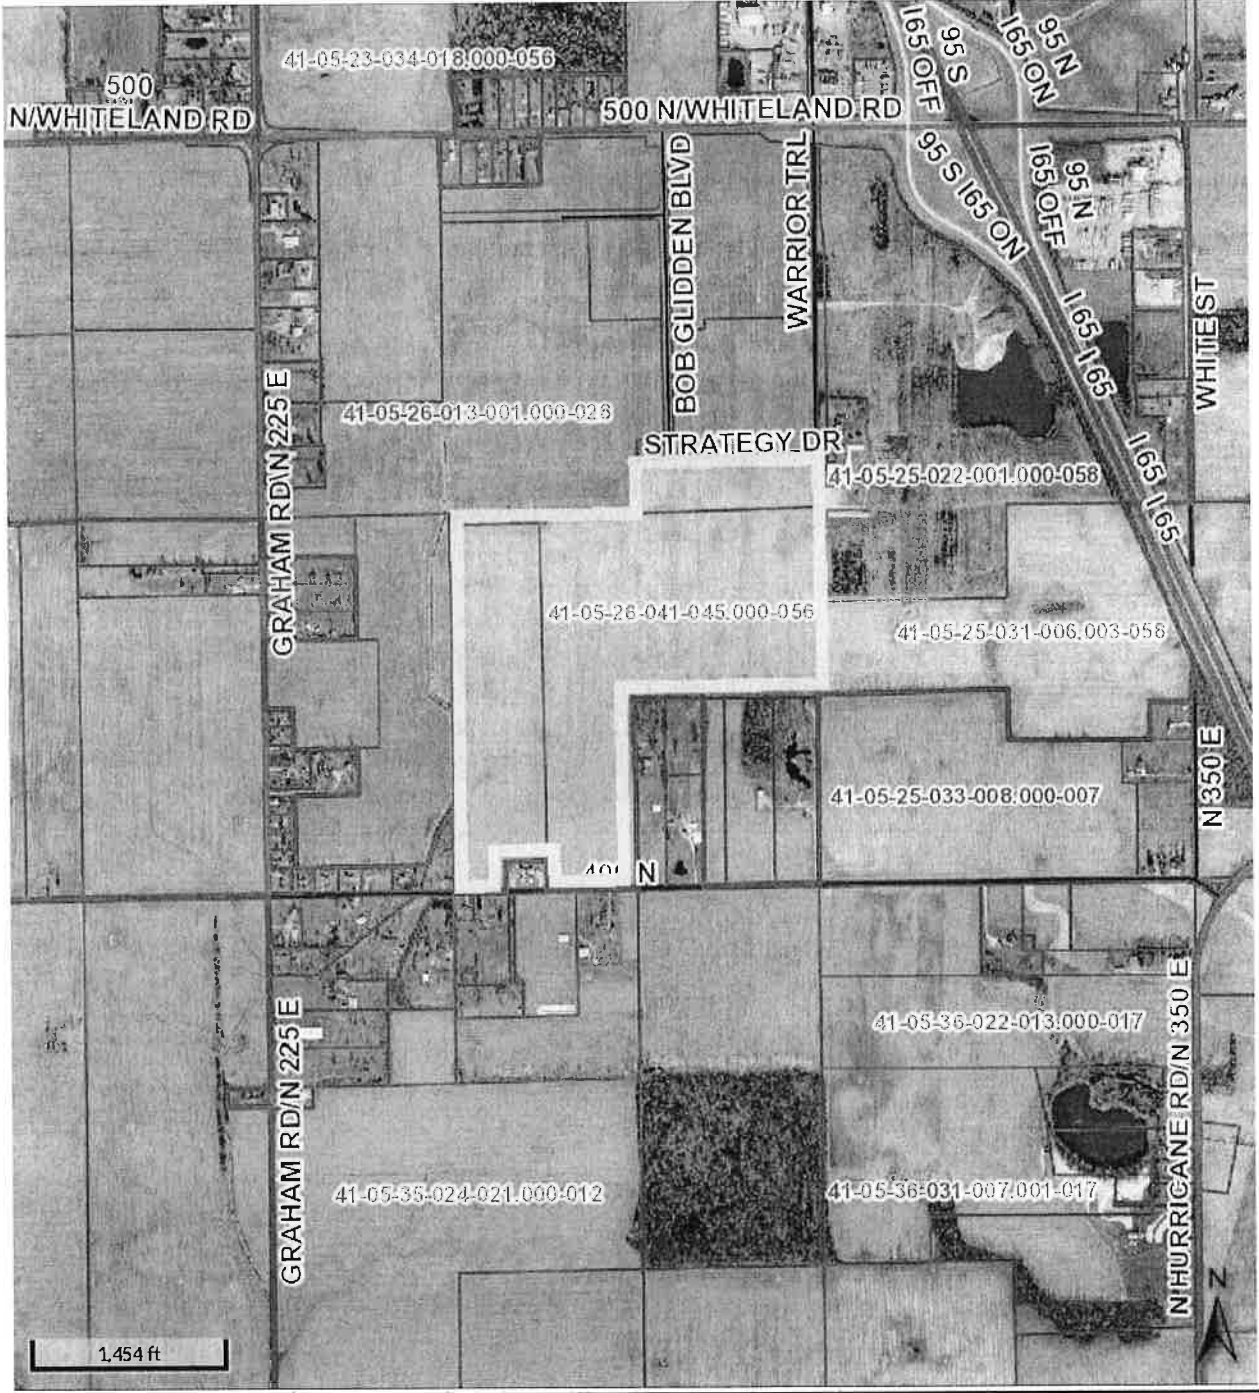 41-05-23-034-018.000-056
500
N/WHITELAND RD
500 N/WHITELAND RD
I65 OFF
95 S
I65 ON
95 N
95 S I65 ON
I65 OFF
95 N
BOB GLIDDEN BLVD
WARRIOR TRL
I 65
I 65
WHITE ST
GRAHAM RD\N 225 E
41-05-26-013-001.000-026
STRATEGY DR
41-05-25-022-001.000-056
I 65
I 65
41-05-26-041-045.000-056
41-05-25-031-006.003-056
41-05-25-033-008.000-007
N 350 E
N
41-05-36-022-013.000-017
GRAHAM RD/N 225 E
41-05-35-024-021.000-012
41-05-36-031-007.001-017
N HURRICANE RD/N 350 E
N
1,454 ft